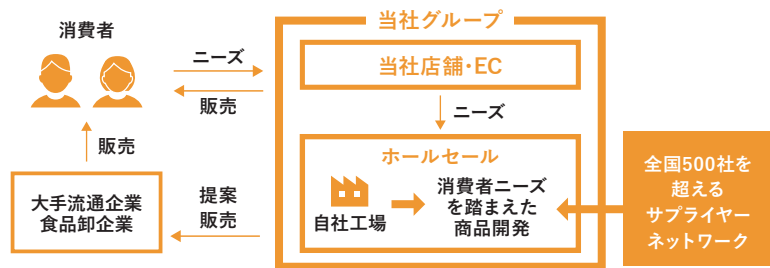 消費者
ニーズ
販売
販売
大手流通企業
食品卸企業
提案
販売
当社グループ
当社店舗・EC
ニーズ
ホールセール
自社工場
消費者ニーズ
を踏まえた
商品開発
全国500社を
超える
サプライヤー
ネットワーク